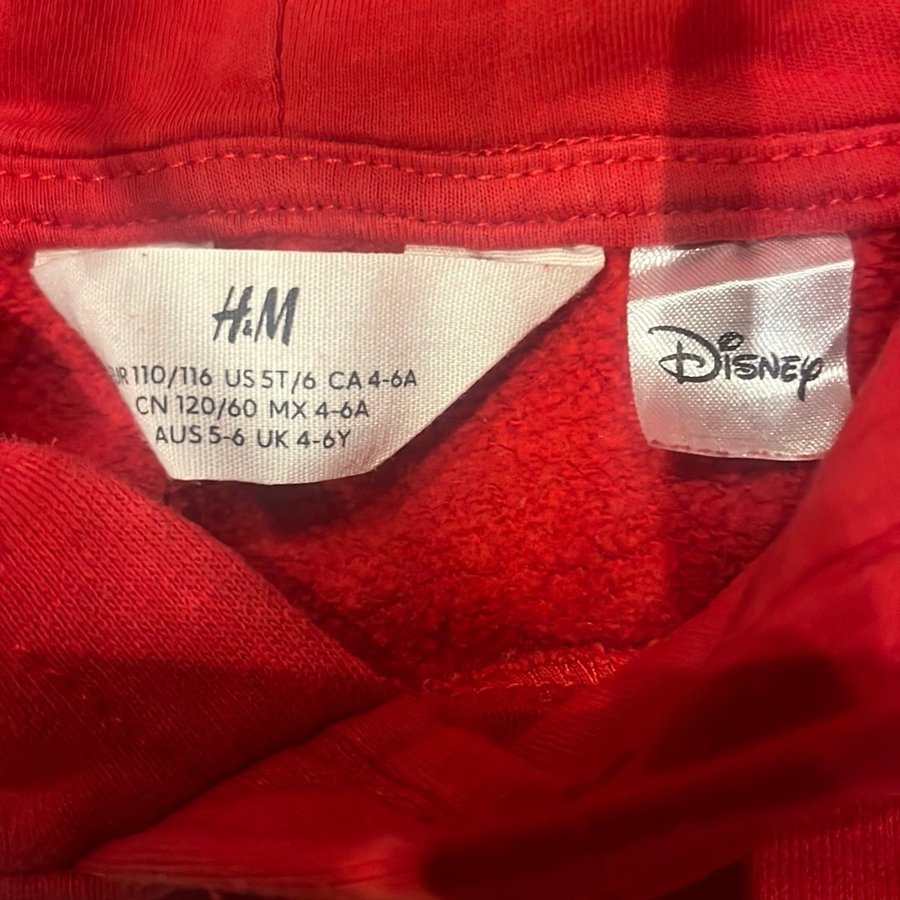 H&M
EUR 110/116 US 5T/6 CA 4-6A
CN 120/60 MX 4-6A
AUS 5-6 UK 4-6Y
Disney